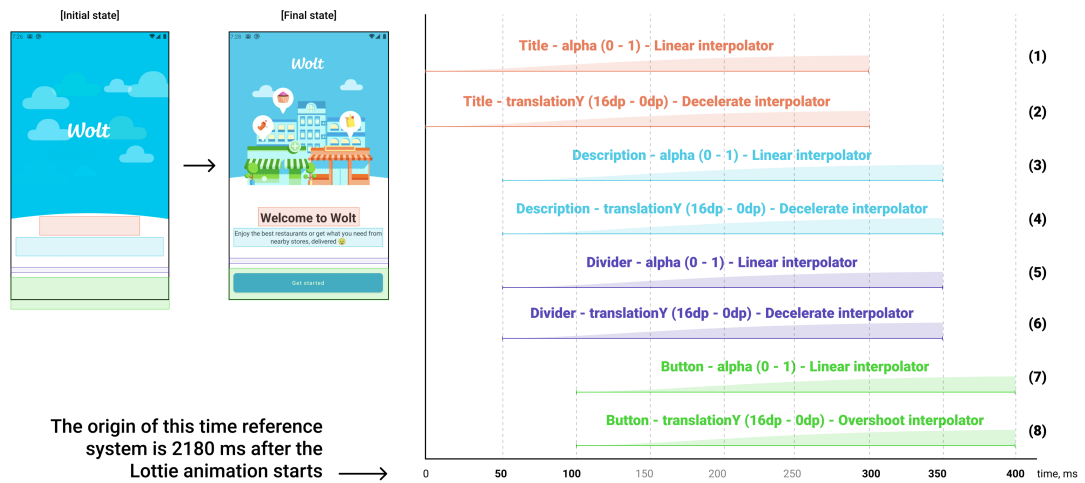 [Initial state]
[Final state]
7:26
7:28
Wolt
Wolt
Welcome to Wolt
Enjoy the best restaurants or get what you need from
nearby stores, delivered 😋
Get started
Title - alpha (0 - 1) - Linear interpolator
(1)
Title - translationY (16dp - 0dp) - Decelerate interpolator
(2)
Description - alpha (0 - 1) - Linear interpolator
(3)
Description - translationY (16dp - 0dp) - Decelerate interpolator
(4)
Divider - alpha (0 - 1) - Linear interpolator
(5)
Divider - translationY (16dp - 0dp) - Decelerate interpolator
(6)
Button - alpha (0 - 1) - Linear interpolator
(7)
Button - translationY (16dp - 0dp) - Overshoot interpolator
(8)
The origin of this time reference
system is 2180 ms after the
Lottie animation starts
0 50 100 150 200 250 300 350 400 time, ms